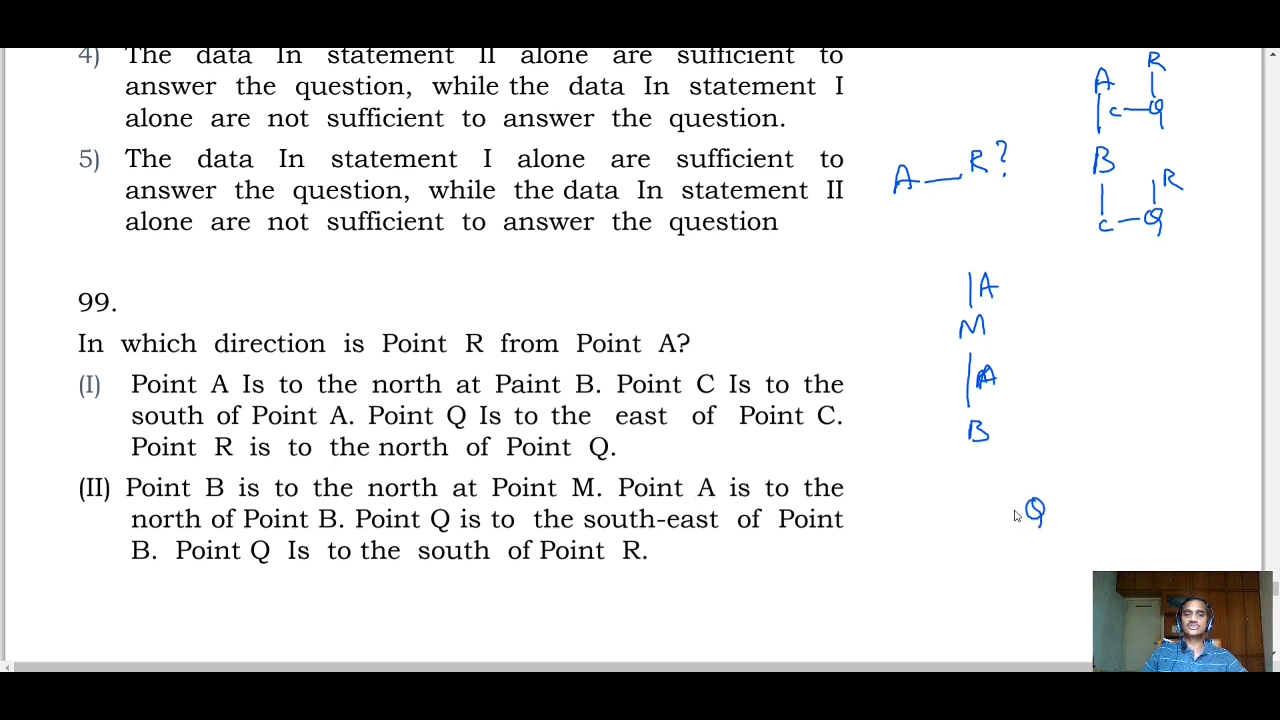 4) The data In statement II alone are sufficient to
answer the question, while the data In statement I
alone are not sufficient to answer the question.
5) The data In statement I alone are sufficient to
answer the question, while the data In statement II
alone are not sufficient to answer the question
99.
In which direction is Point R from Point A?
(I) Point A Is to the north at Paint B. Point C Is to the
south of Point A. Point Q Is to the east of Point C.
Point R is to the north of Point Q.
(II) Point B is to the north at Point M. Point A is to the
north of Point B. Point Q is to the south-east of Point
B. Point Q Is to the south of Point R.
A R?
R
A
C Q
B
R
C Q
A
M
A
B
Q